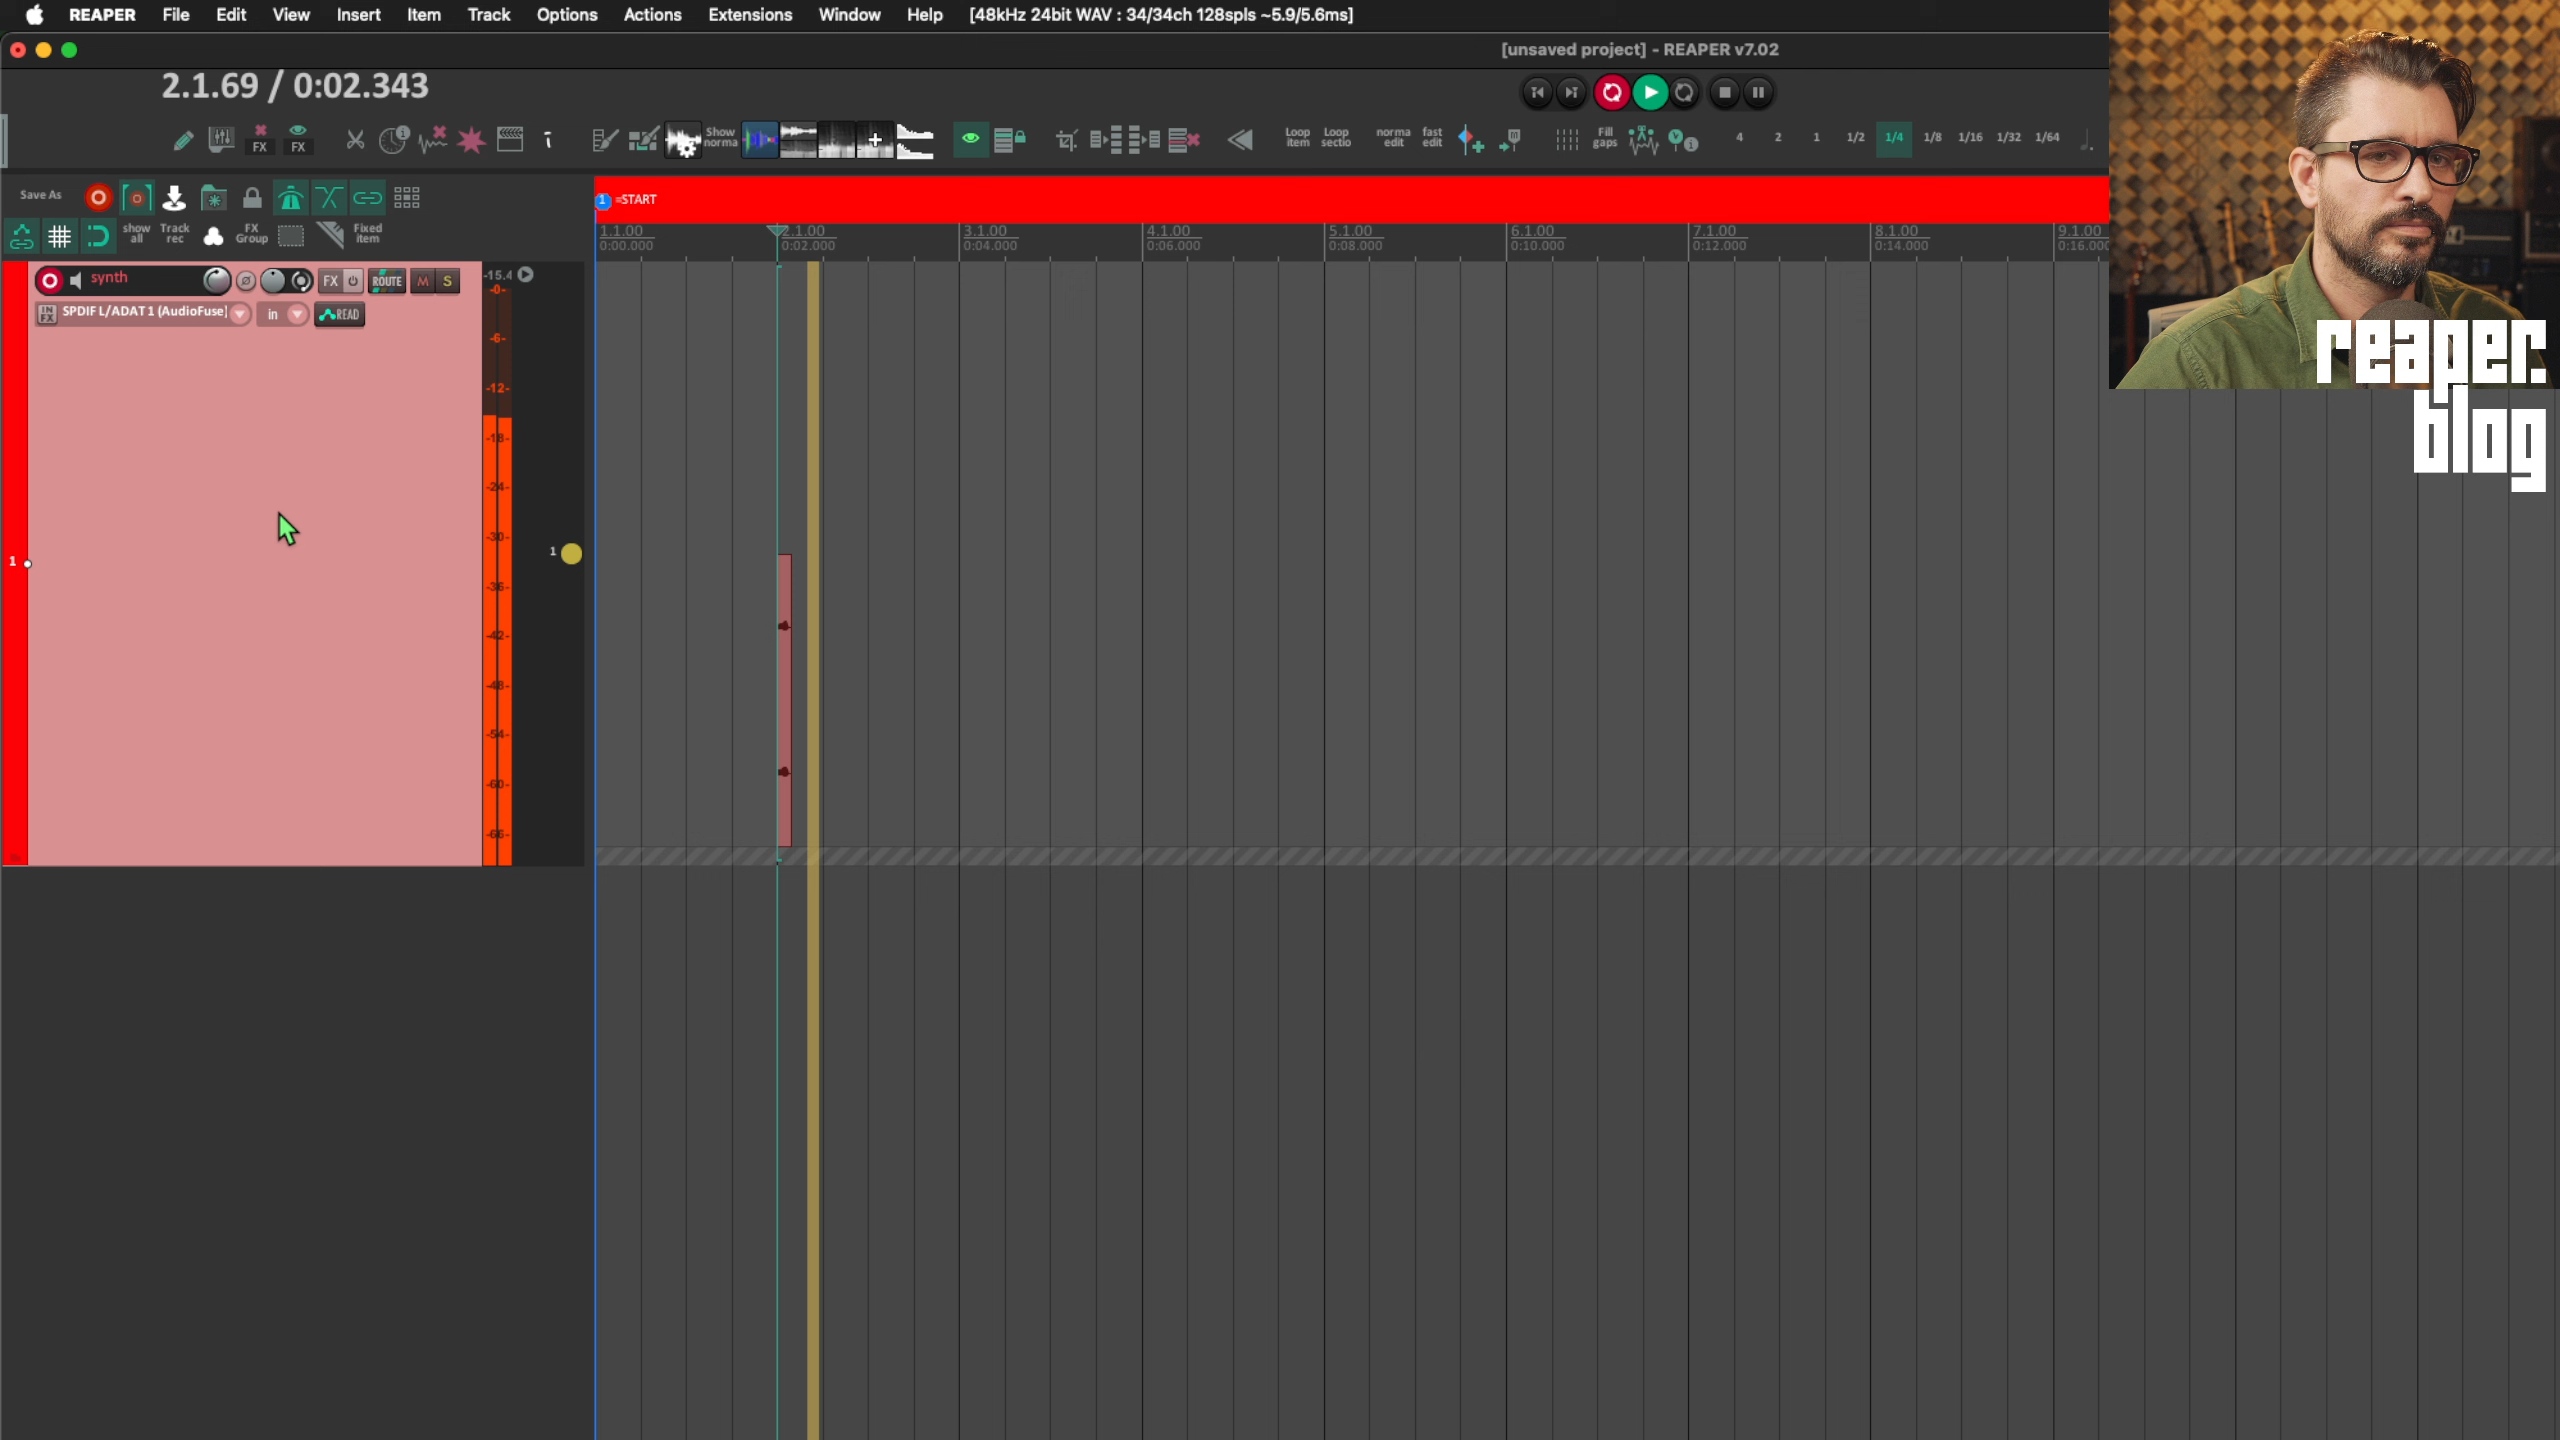 REAPER File Edit View Insert Item Track Options Actions Extensions Window Help [48kHz 24bit WAV : 34/34ch 128spls ~5.9/5.6ms]
[unsaved project] - REAPER v7.02
2.1.69 / 0:02.343
FX FX Show norma Loop item Loop sectio norma edit fast edit Fill gaps 4 2 1 1/2 1/4 1/8 1/16 1/32 1/64
Save As
show all Track rec FX Group Fixed item
1 =START
1.1.00 2.1.00 3.1.00 4.1.00 5.1.00 6.1.00 7.1.00 8.1.00 9.1.00
0:00.000 0:02.000 0:04.000 0:06.000 0:08.000 0:10.000 0:12.000 0:14.000 0:16.000
synth FX ROUTE M S -15.4
IN FX SPDIF L/ADAT 1 (AudioFuse) in READ
-0-
-6-
-12-
-18-
-24-
-30-
-36-
-42-
-48-
-54-
-60-
-66-
1
1
reaper.
blog